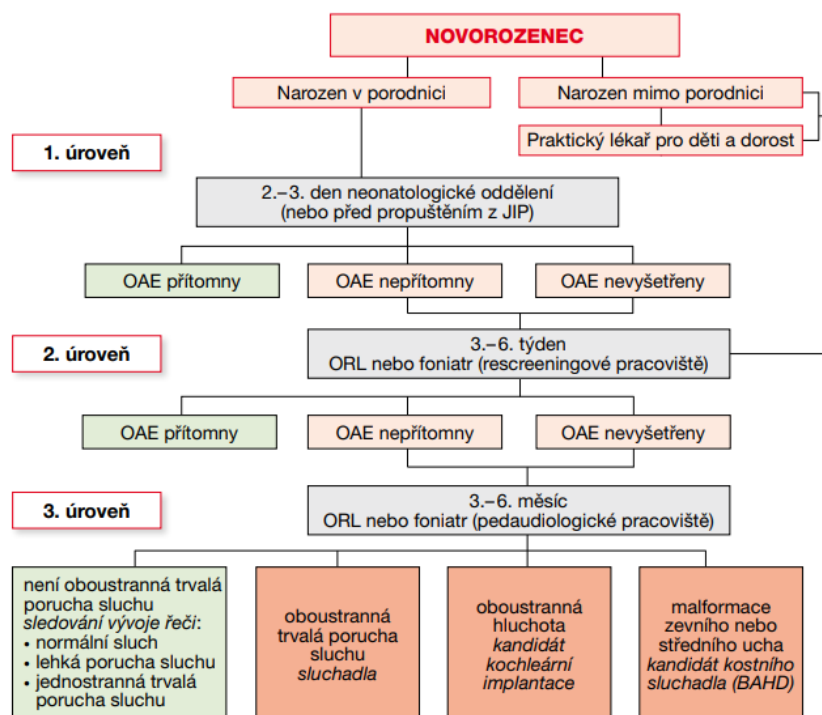 NOVOROZENEC
Narozen v porodnici
Narozen mimo porodnici
Praktický lékař pro děti a dorost
1. úroveň
2.–3. den neonatologické oddělení
(nebo před propuštěním z JIP)
OAE přítomny
OAE nepřítomny
OAE nevyšetřeny
2. úroveň
3.–6. týden
ORL nebo foniatr (rescreeningové pracoviště)
OAE přítomny
OAE nepřítomny
OAE nevyšetřeny
3. úroveň
3.–6. měsíc
ORL nebo foniatr (pedaudiologické pracoviště)
není oboustranná trvalá
porucha sluchu
sledování vývoje řeči:
• normální sluch
• lehká porucha sluchu
• jednostranná trvalá
porucha sluchu
oboustranná
trvalá porucha
sluchu
sluchadla
oboustranná
hluchota
kandidát
kochleární
implantace
malformace
zevního nebo
středního ucha
kandidát kostního
sluchadla (BAHD)